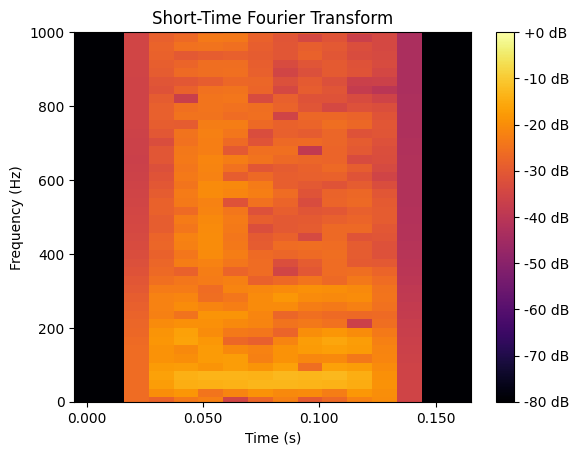 Short-Time Fourier Transform
1000
800
600
400
200
0
Frequency (Hz)
0.000
0.050
0.100
0.150
Time (s)
+0 dB
-10 dB
-20 dB
-30 dB
-40 dB
-50 dB
-60 dB
-70 dB
-80 dB